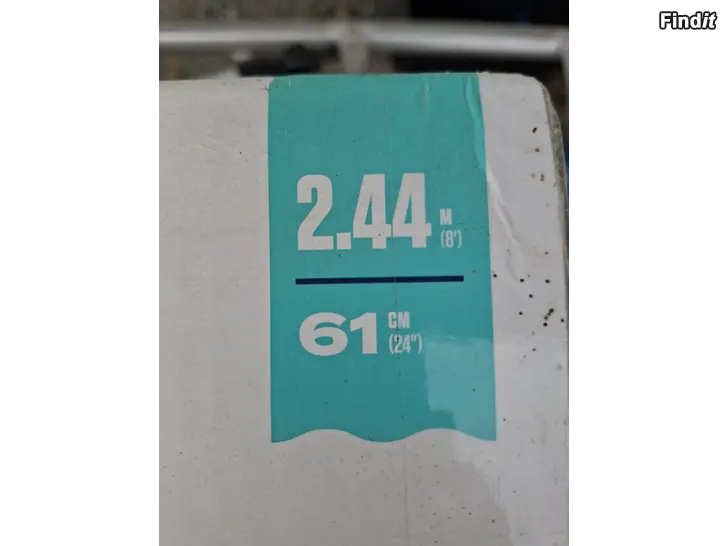 Findit
2.44 M (8')
61 CM (24")